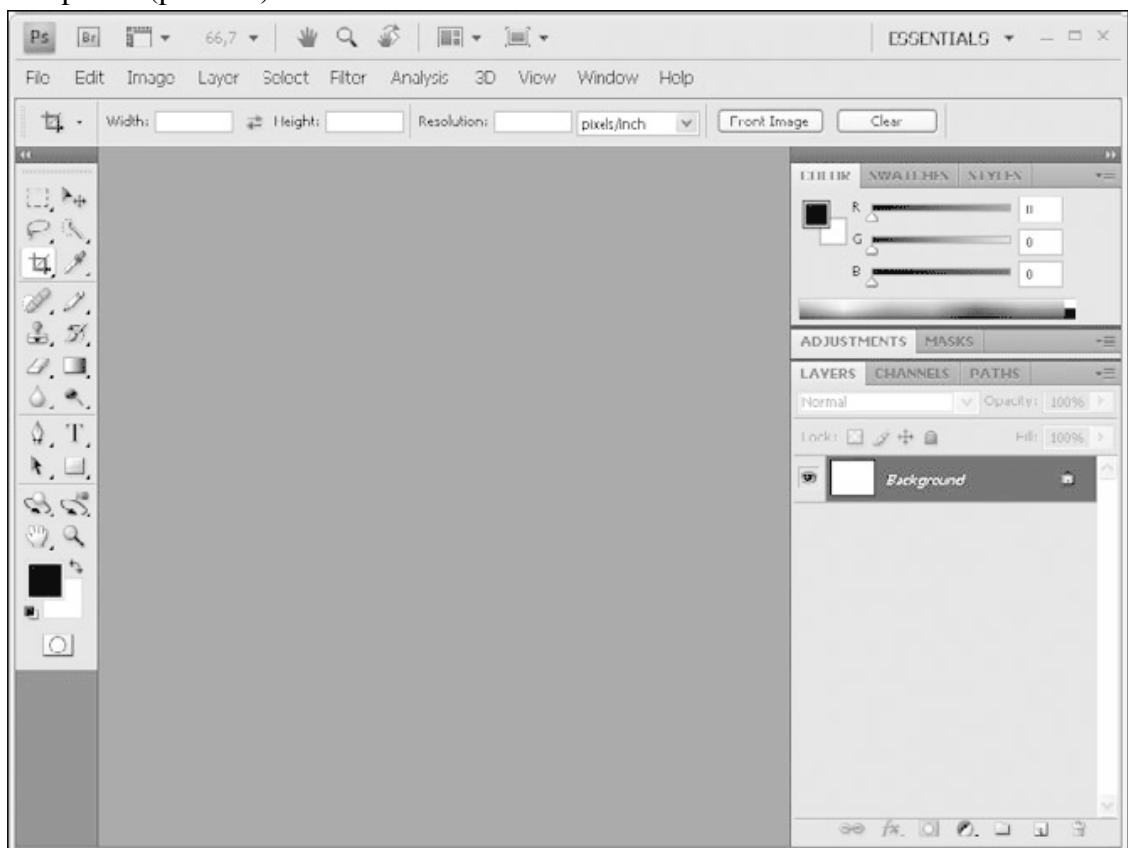 Ps Br 66,7 ESSENTIALS
File Edit Image Layer Select Filter Analysis 3D View Window Help
Width: Height: Resolution: pixels/inch Front Image Clear
COLOR SWATCHES STYLES
R 0
G 0
B 0
ADJUSTMENTS MASKS
LAYERS CHANNELS PATHS
Normal Opacity: 100%
Lock: Fill: 100%
Background
T
fx